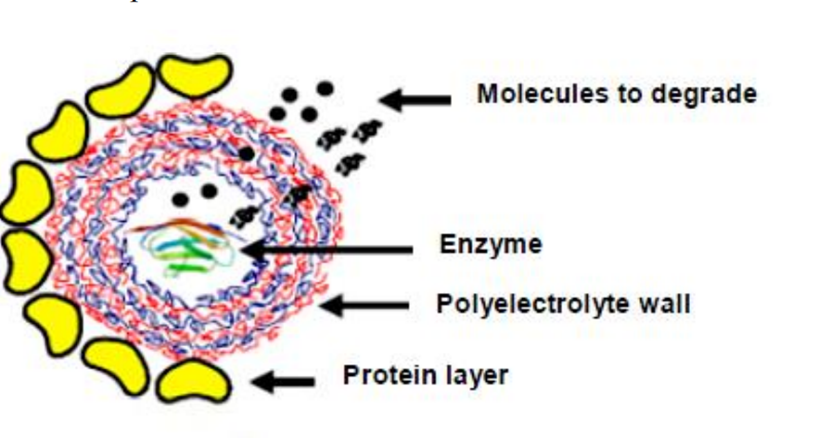 Molecules to degrade
Enzyme
Polyelectrolyte wall
Protein layer